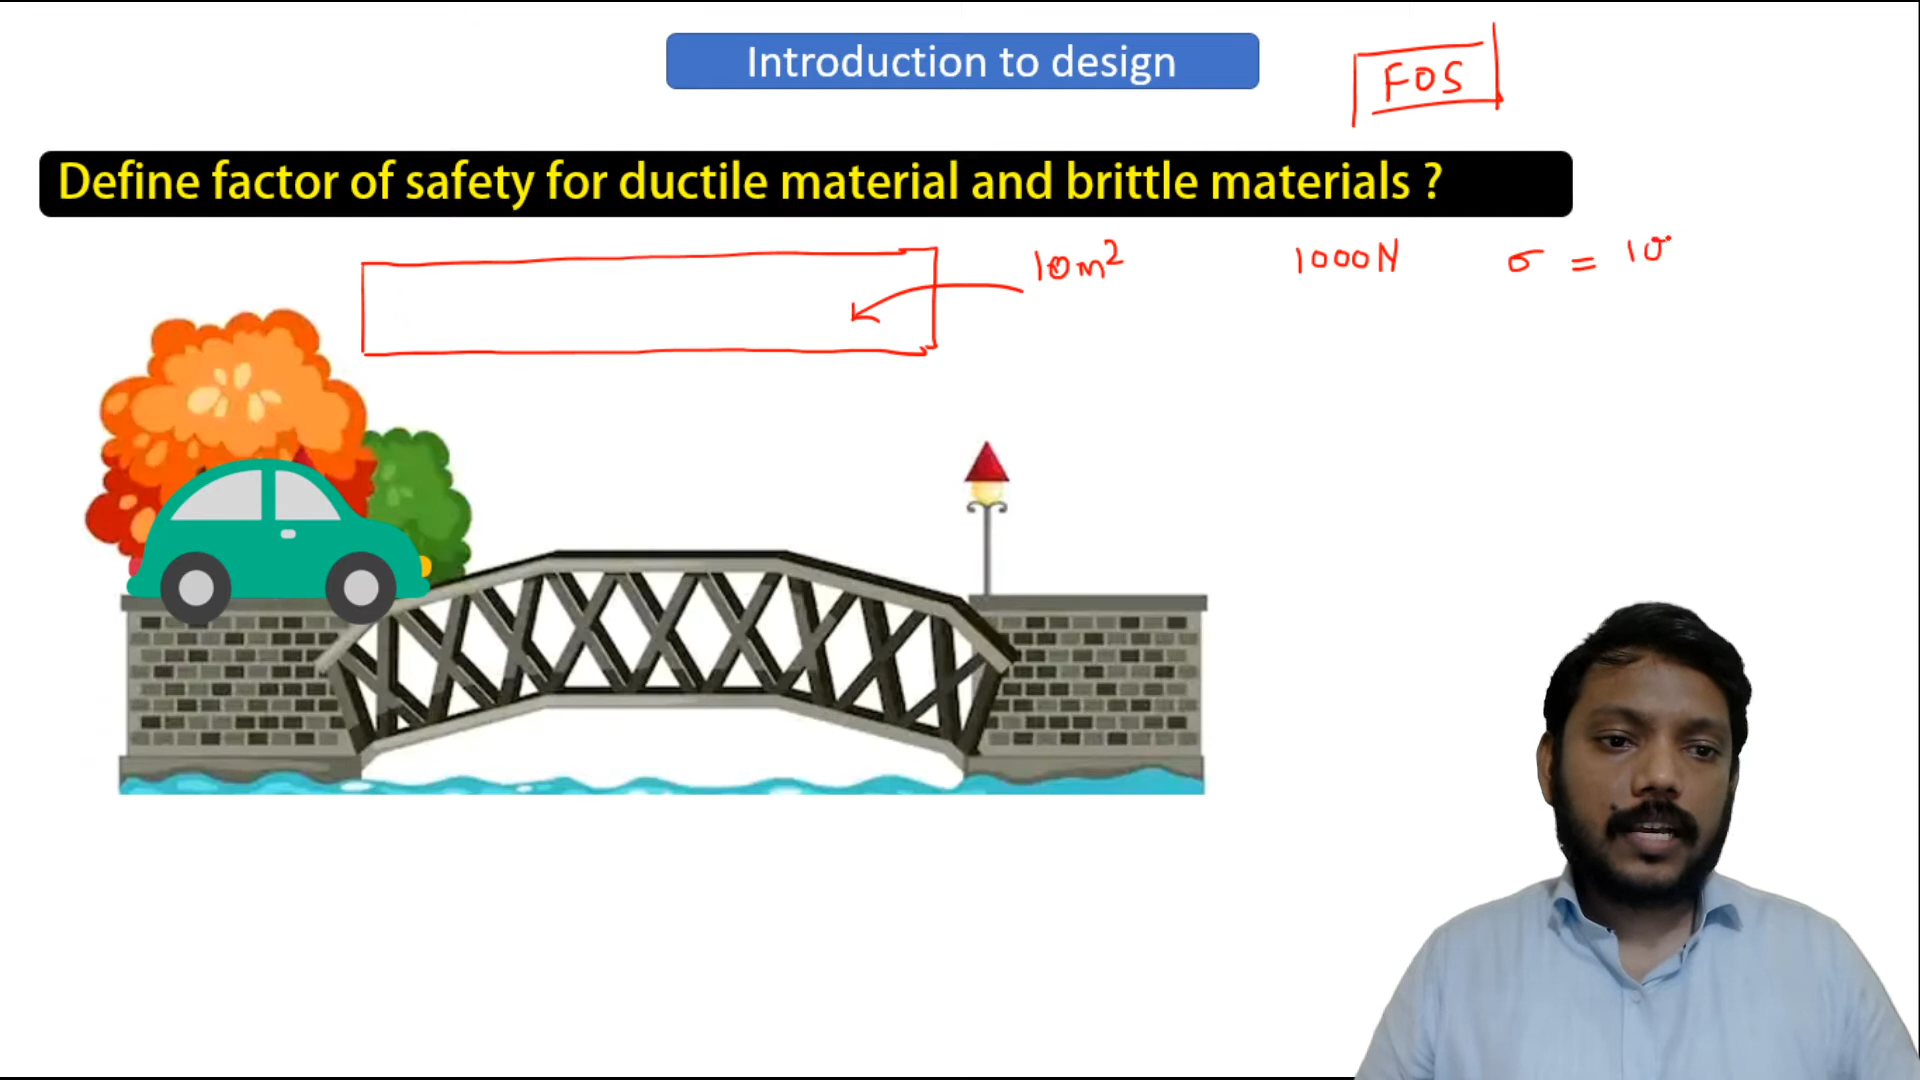 Introduction to design
FOS
Define factor of safety for ductile material and brittle materials ?
10m² 1000N σ = 10